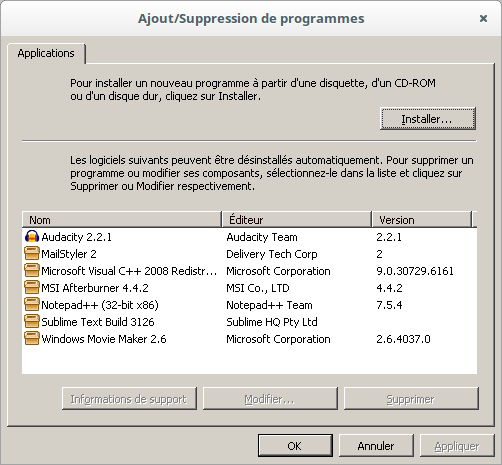 Ajout/Suppression de programmes
Applications
Pour installer un nouveau programme à partir d'une disquette, d'un CD-ROM
ou d'un disque dur, cliquez sur Installer.
Installer...
Les logiciels suivants peuvent être désinstallés automatiquement. Pour supprimer un
programme ou modifier ses composants, sélectionnez-le dans la liste et cliquez sur
Supprimer ou Modifier respectivement.
Nom Éditeur Version
Audacity 2.2.1 Audacity Team 2.2.1
MailStyler 2 Delivery Tech Corp 2
Microsoft Visual C++ 2008 Redistr... Microsoft Corporation 9.0.30729.6161
MSI Afterburner 4.4.2 MSI Co., LTD 4.4.2
Notepad++ (32-bit x86) Notepad++ Team 7.5.4
Sublime Text Build 3126 Sublime HQ Pty Ltd
Windows Movie Maker 2.6 Microsoft Corporation 2.6.4037.0
Informations de support Modifier... Supprimer
OK Annuler Appliquer